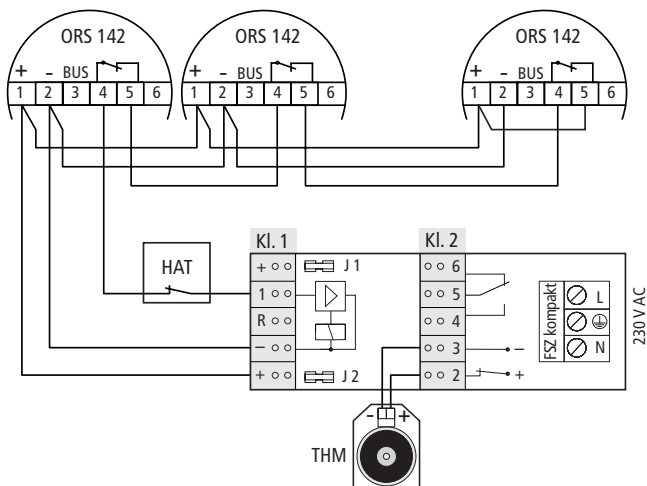 ORS 142 ORS 142 ORS 142
+ - BUS + - BUS + - BUS
1 2 3 4 5 6 1 2 3 4 5 6 1 2 3 4 5 6
Kl. 1 Kl. 2
HAT
+ J 1 6
1 5
R 4
- 3 - 
+ J 2 2 +
FSZ kompakt
L
N
230 V AC
- +
THM